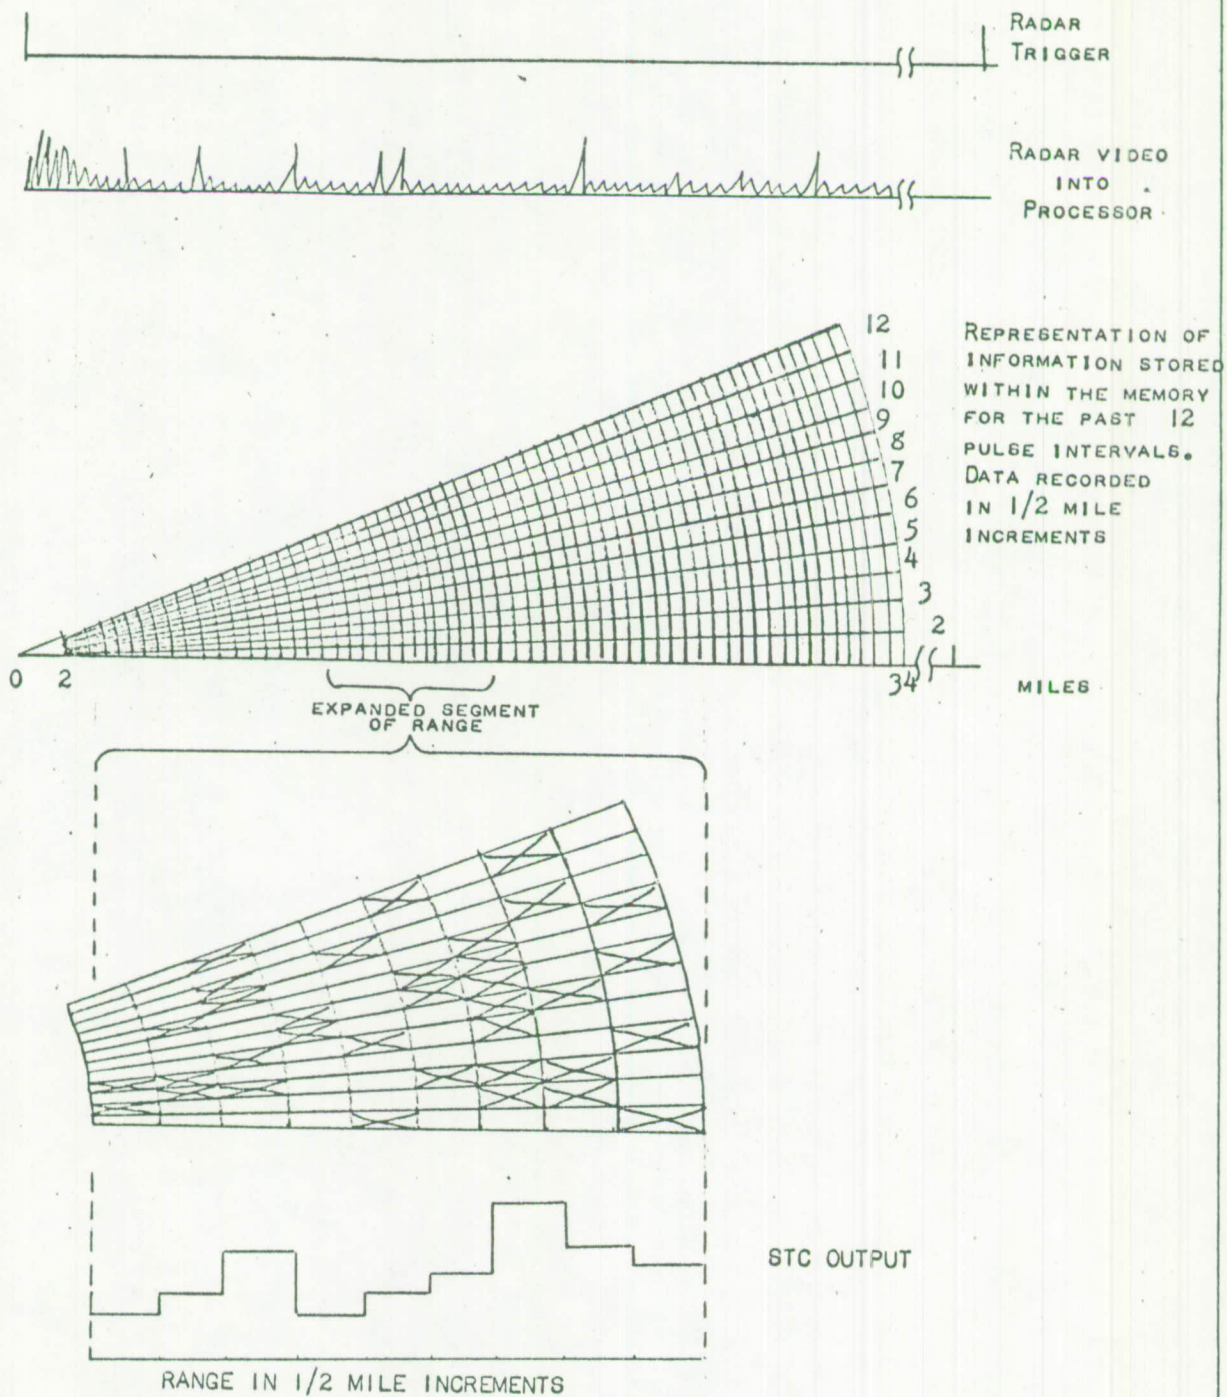 RADAR
TRIGGER
RADAR VIDEO
INTO
PROCESSOR
12
11
10
9
8
7
6
5
4
3
2
REPRESENTATION OF
INFORMATION STORED
WITHIN THE MEMORY
FOR THE PAST 12
PULSE INTERVALS.
DATA RECORDED
IN 1/2 MILE
INCREMENTS
0 2 34 MILES
EXPANDED SEGMENT
OF RANGE
STC OUTPUT
RANGE IN 1/2 MILE INCREMENTS